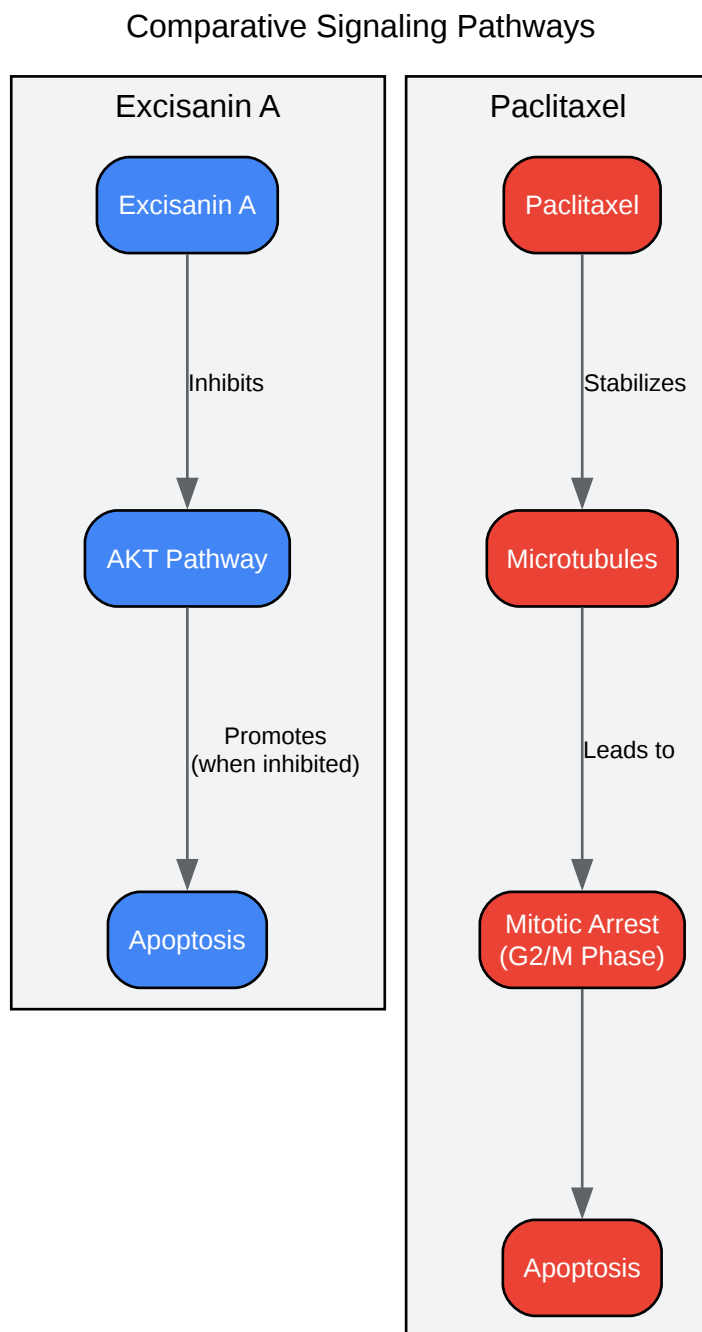 Comparative Signaling Pathways
Excisanin A
Excisanin A
Inhibits
AKT Pathway
Promotes
(when inhibited)
Apoptosis
Paclitaxel
Paclitaxel
Stabilizes
Microtubules
Leads to
Mitotic Arrest
(G2/M Phase)
Apoptosis